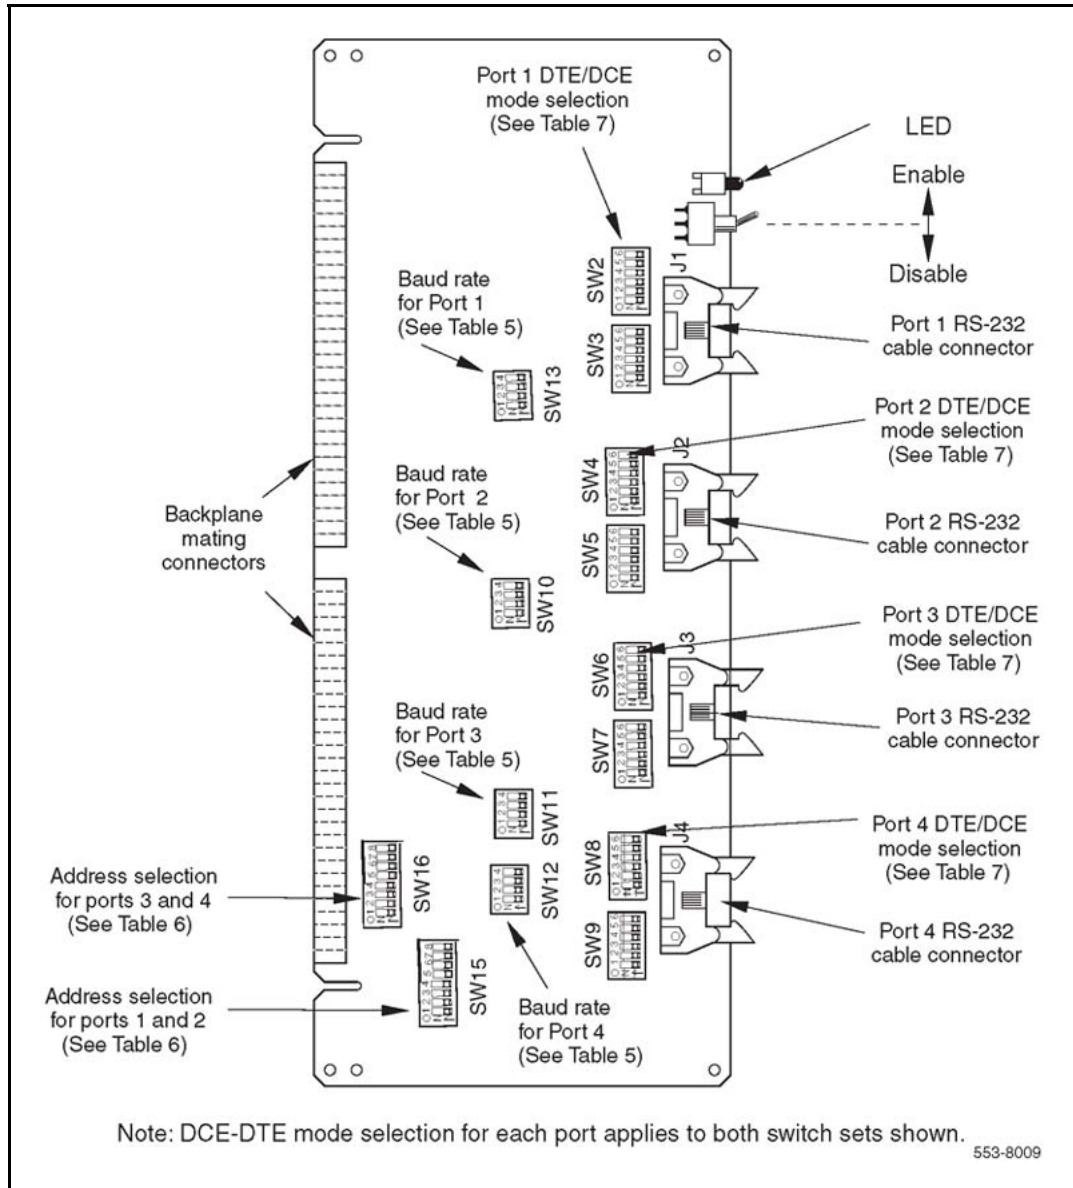 Port 1 DTE/DCE
mode selection
(See Table 7)
LED
Enable
Disable
SW2
J1
Baud rate
for Port 1
(See Table 5)
SW3
Port 1 RS-232
cable connector
SW13
Port 2 DTE/DCE
mode selection
(See Table 7)
J2
SW4
Baud rate
for Port 2
(See Table 5)
Backplane
mating
connectors
Port 2 RS-232
cable connector
SW5
SW10
Port 3 DTE/DCE
mode selection
(See Table 7)
J3
SW6
Baud rate
for Port 3
(See Table 5)
Port 3 RS-232
cable connector
SW7
SW11
Port 4 DTE/DCE
mode selection
(See Table 7)
J4
SW8
Address selection
for ports 3 and 4
(See Table 6)
SW16
SW12
Port 4 RS-232
cable connector
SW9
SW15
Address selection
for ports 1 and 2
(See Table 6)
Baud rate
for Port 4
(See Table 5)
Note: DCE-DTE mode selection for each port applies to both switch sets shown.
553-8009